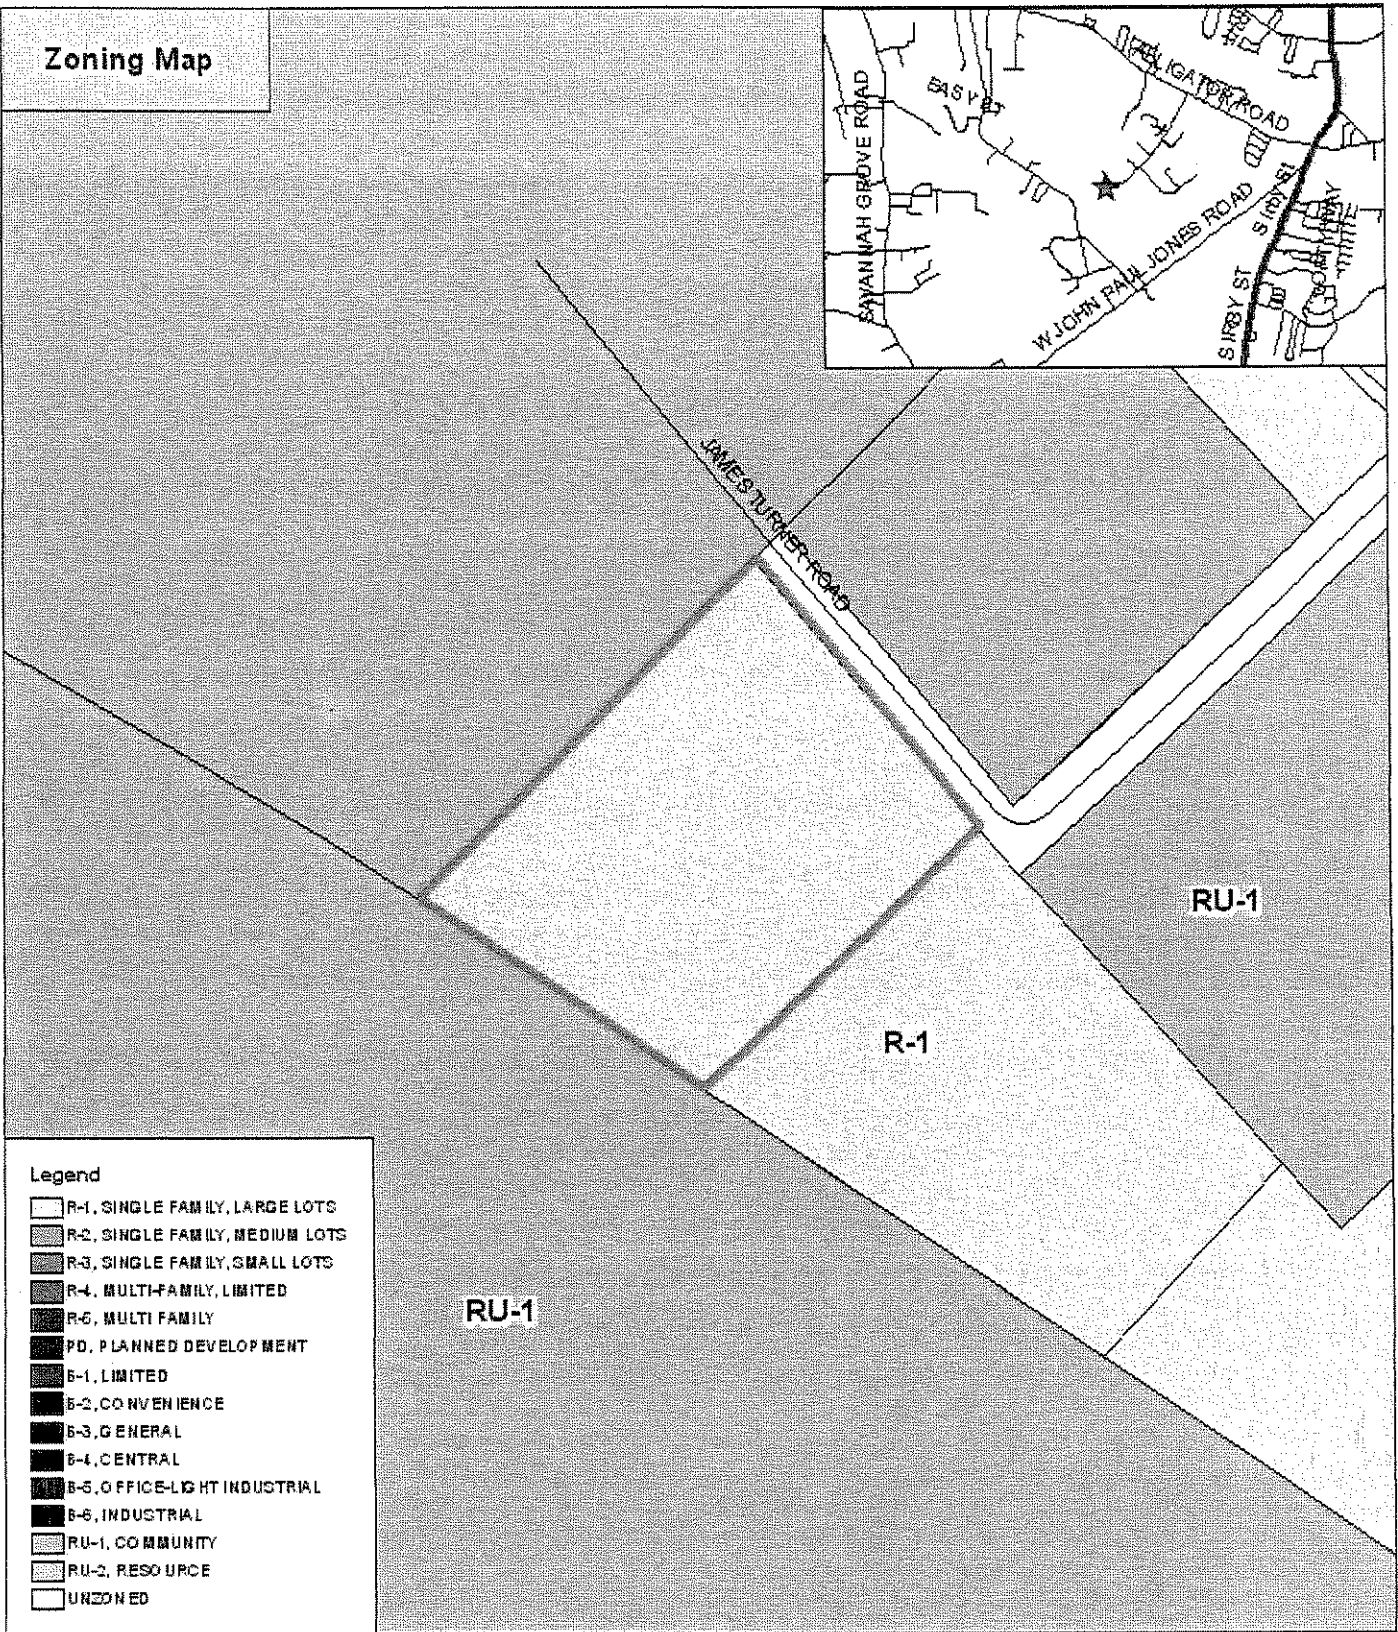 Zoning Map
SAVANNAH GROVE ROAD
EASY ST
ALLIGATOR ROAD
W JOHN PAUL JONES ROAD
S Irby St
S IRBY ST
JAMES TURNER ROAD
RU-1
R-1
RU-1
Legend
R-1, SINGLE FAMILY, LARGE LOTS
R-2, SINGLE FAMILY, MEDIUM LOTS
R-3, SINGLE FAMILY, SMALL LOTS
R-4, MULTI-FAMILY, LIMITED
R-5, MULTI FAMILY
PD, PLANNED DEVELOPMENT
B-1, LIMITED
B-2, CONVENIENCE
B-3, GENERAL
B-4, CENTRAL
B-5, OFFICE-LIGHT INDUSTRIAL
B-6, INDUSTRIAL
RU-1, COMMUNITY
RU-2, RESOURCE
UNZONED